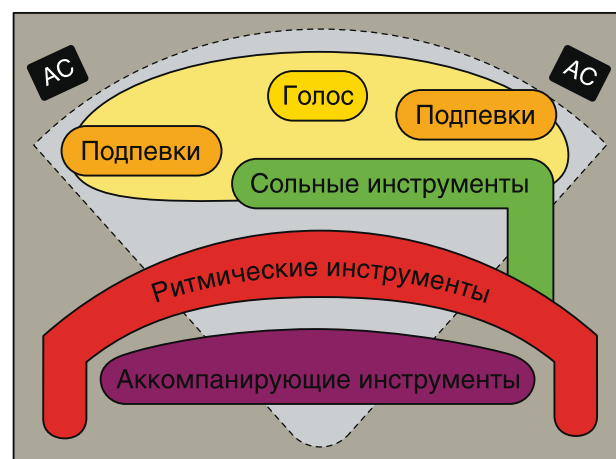 АС
АС
Голос
Подпевки
Подпевки
Сольные инструменты
Ритмические инструменты
Аккомпанирующие инструменты